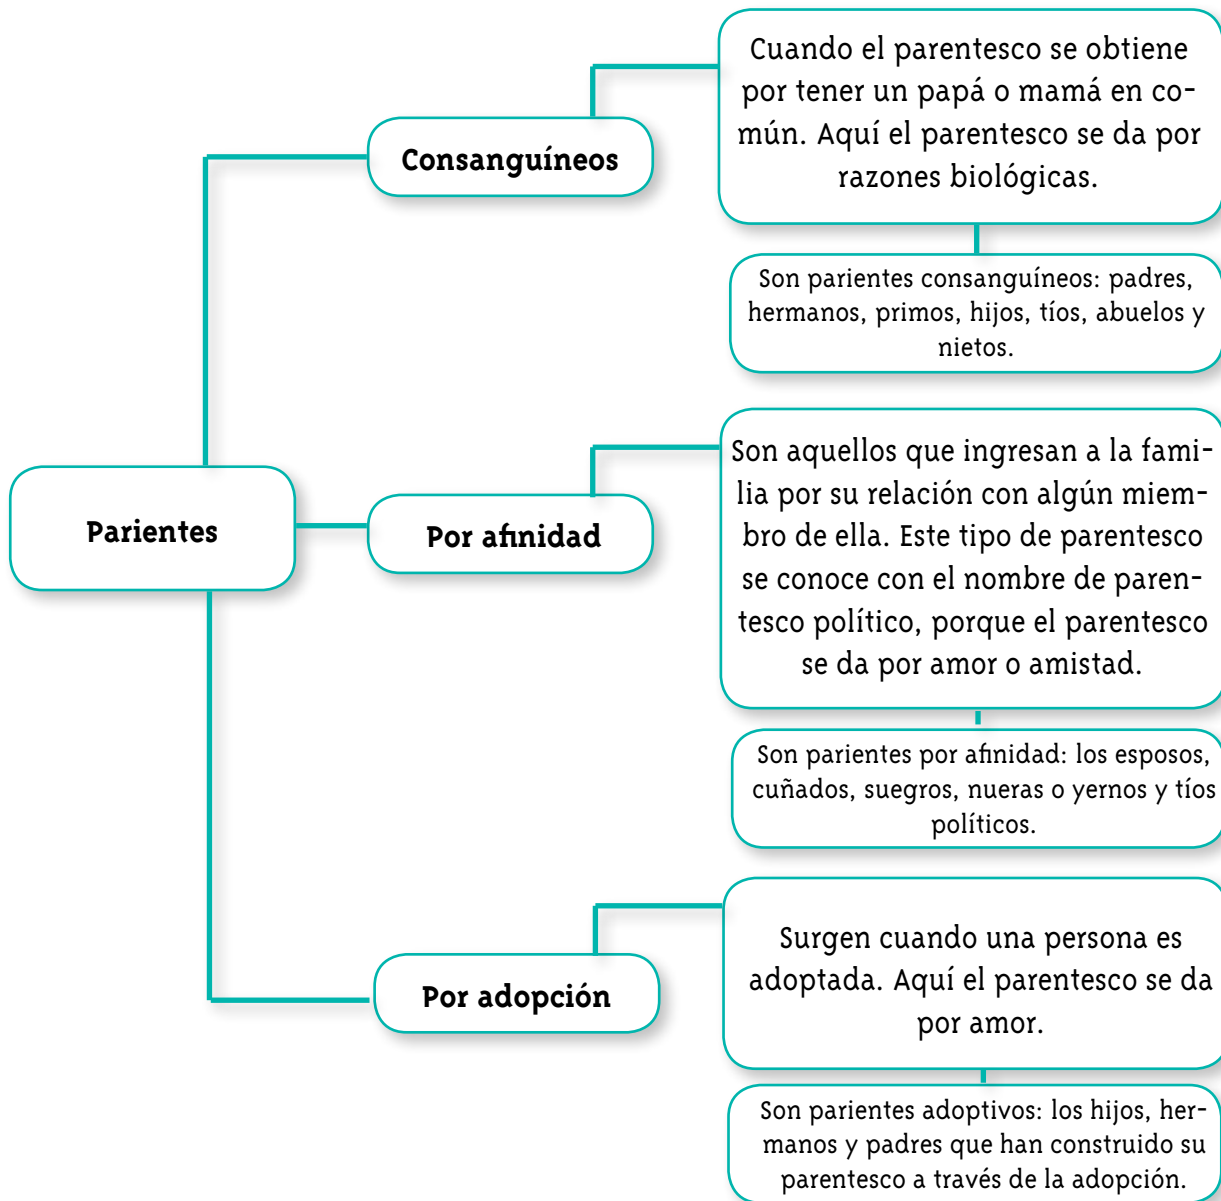 Cuando el parentesco se obtiene
por tener un papá o mamá en co-
mún. Aquí el parentesco se da por
razones biológicas.
Consanguíneos
Son parientes consanguíneos: padres,
hermanos, primos, hijos, tíos, abuelos y
nietos.
Son aquellos que ingresan a la fami-
lia por su relación con algún miem-
bro de ella. Este tipo de parentesco
se conoce con el nombre de paren-
tesco político, porque el parentesco
se da por amor o amistad.
Parientes
Por afinidad
Son parientes por afinidad: los esposos,
cuñados, suegros, nueras o yernos y tíos
políticos.
Surgen cuando una persona es
adoptada. Aquí el parentesco se da
por amor.
Por adopción
Son parientes adoptivos: los hijos, her-
manos y padres que han construido su
parentesco a través de la adopción.